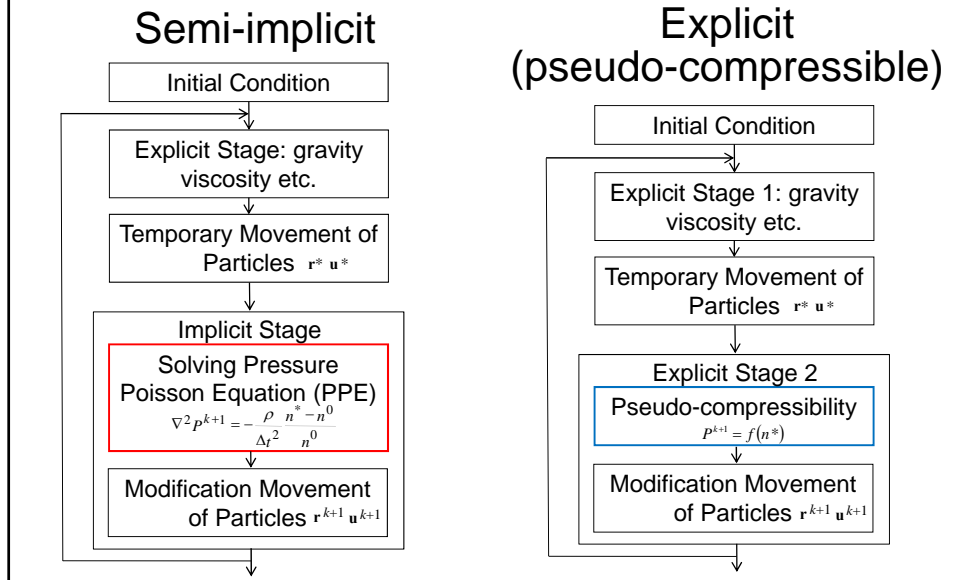 Semi-implicit
Initial Condition
Explicit Stage: gravity
viscosity etc.
Temporary Movement of
Particles r* u*
Implicit Stage
Solving Pressure
Poisson Equation (PPE)
∇²P^{k+1} = −\frac{ρ}{Δt²} \frac{n* − n⁰}{n⁰}
Modification Movement
of Particles r^{k+1} u^{k+1}
Explicit
(pseudo-compressible)
Initial Condition
Explicit Stage 1: gravity
viscosity etc.
Temporary Movement of
Particles r* u*
Explicit Stage 2
Pseudo-compressibility
P^{k+1} = f(n*)
Modification Movement
of Particles r^{k+1} u^{k+1}